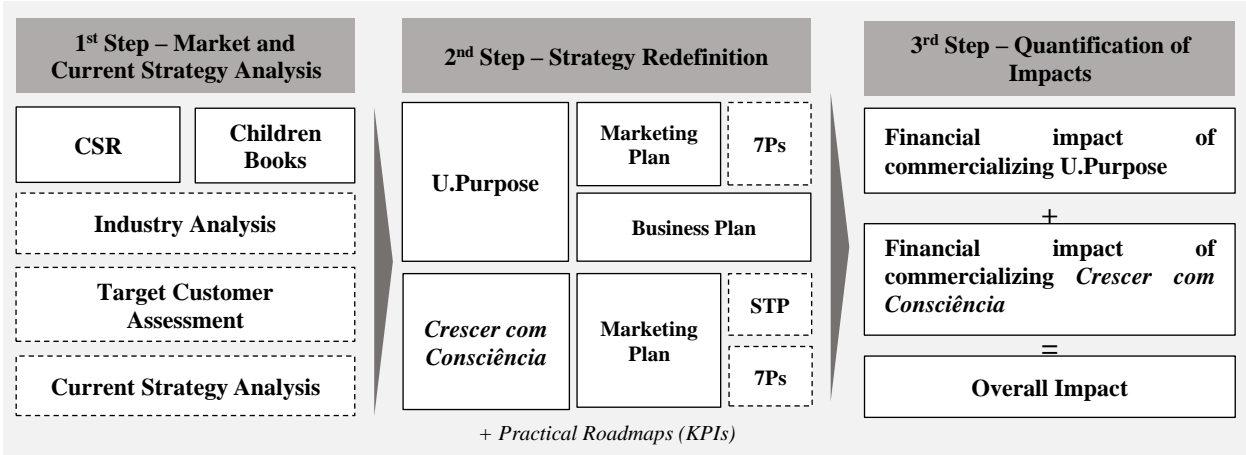 1st Step – Market and
Current Strategy Analysis
CSR
Children
Books
Industry Analysis
Target Customer
Assessment
Current Strategy Analysis
2nd Step – Strategy Redefinition
U.Purpose
Marketing
Plan
7Ps
Business Plan
Crescer com
Consciência
Marketing
Plan
STP
7Ps
+ Practical Roadmaps (KPIs)
3rd Step – Quantification of
Impacts
Financial impact of
commercializing U.Purpose
+
Financial impact of
commercializing Crescer com
Consciência
=
Overall Impact